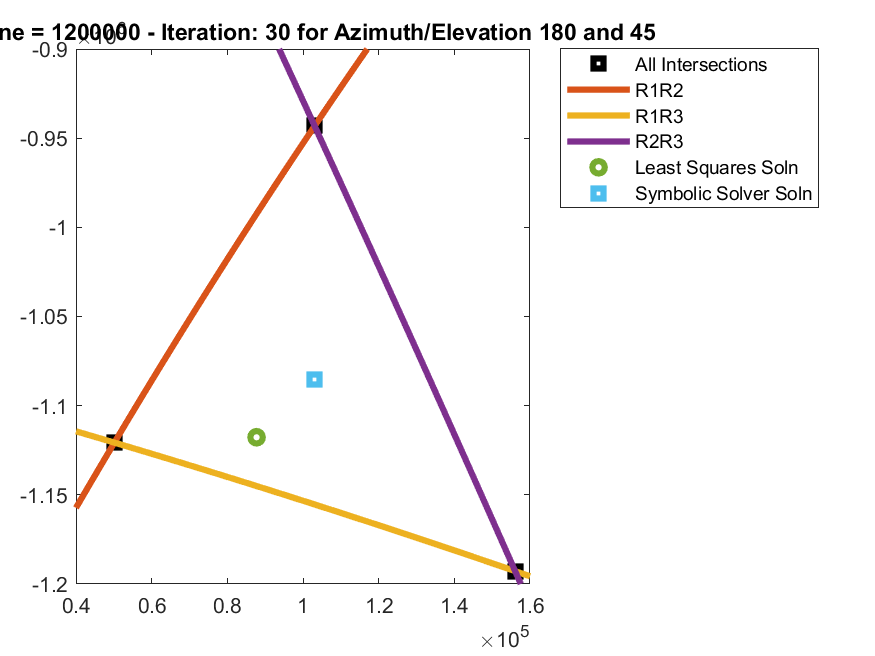 ne = 1200000 - Iteration: 30 for Azimuth/Elevation 180 and 45
-0.9
-0.95
-1
-1.05
-1.1
-1.15
-1.2
0.4 0.6 0.8 1 1.2 1.4 1.6
×10^5
All Intersections
R1R2
R1R3
R2R3
Least Squares Soln
Symbolic Solver Soln